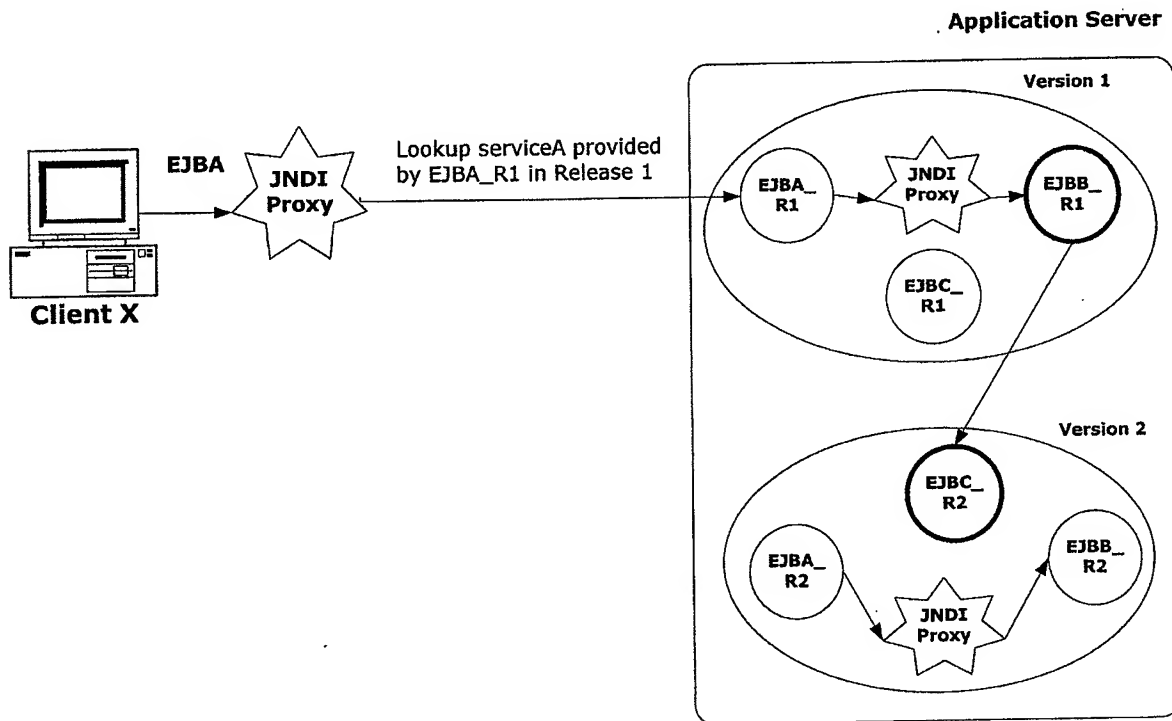 Application Server
Version 1
EJBA
JNDI
Proxy
Lookup serviceA provided
by EJBA_R1 in Release 1
EJBA_
R1
JNDI
Proxy
EJBB_
R1
EJBC_
R1
Client X
Version 2
EJBC_
R2
EJBA_
R2
JNDI
Proxy
EJBB_
R2